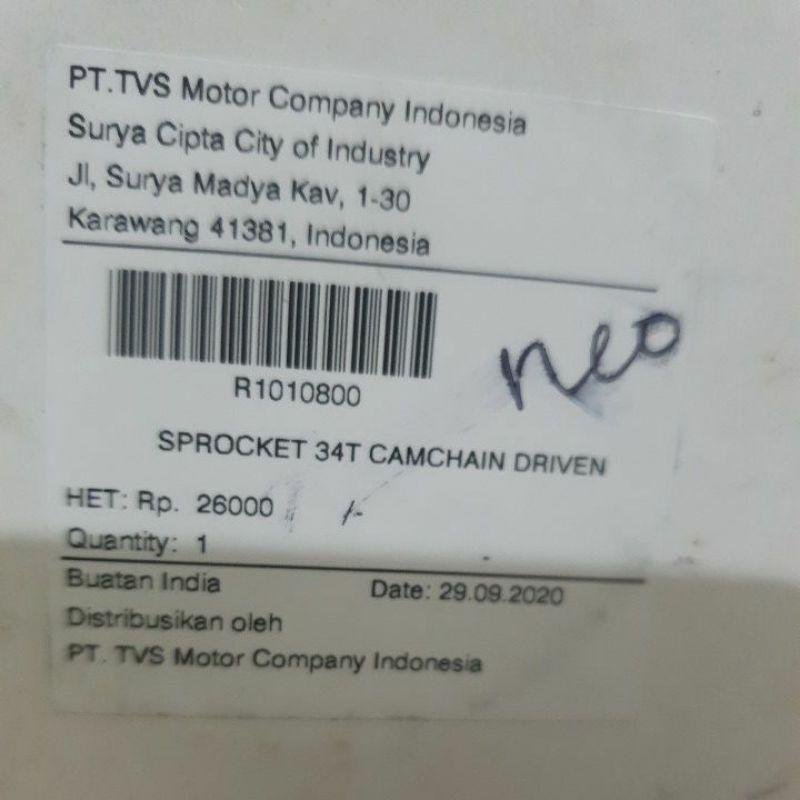 PT.TVS Motor Company Indonesia
Surya Cipta City of Industry
Jl, Surya Madya Kav, 1-30
Karawang 41381, Indonesia
R1010800
neo
SPROCKET 34T CAMCHAIN DRIVEN
HET: Rp. 26000
Quantity: 1
Buatan India Date: 29.09.2020
Distribusikan oleh
PT. TVS Motor Company Indonesia